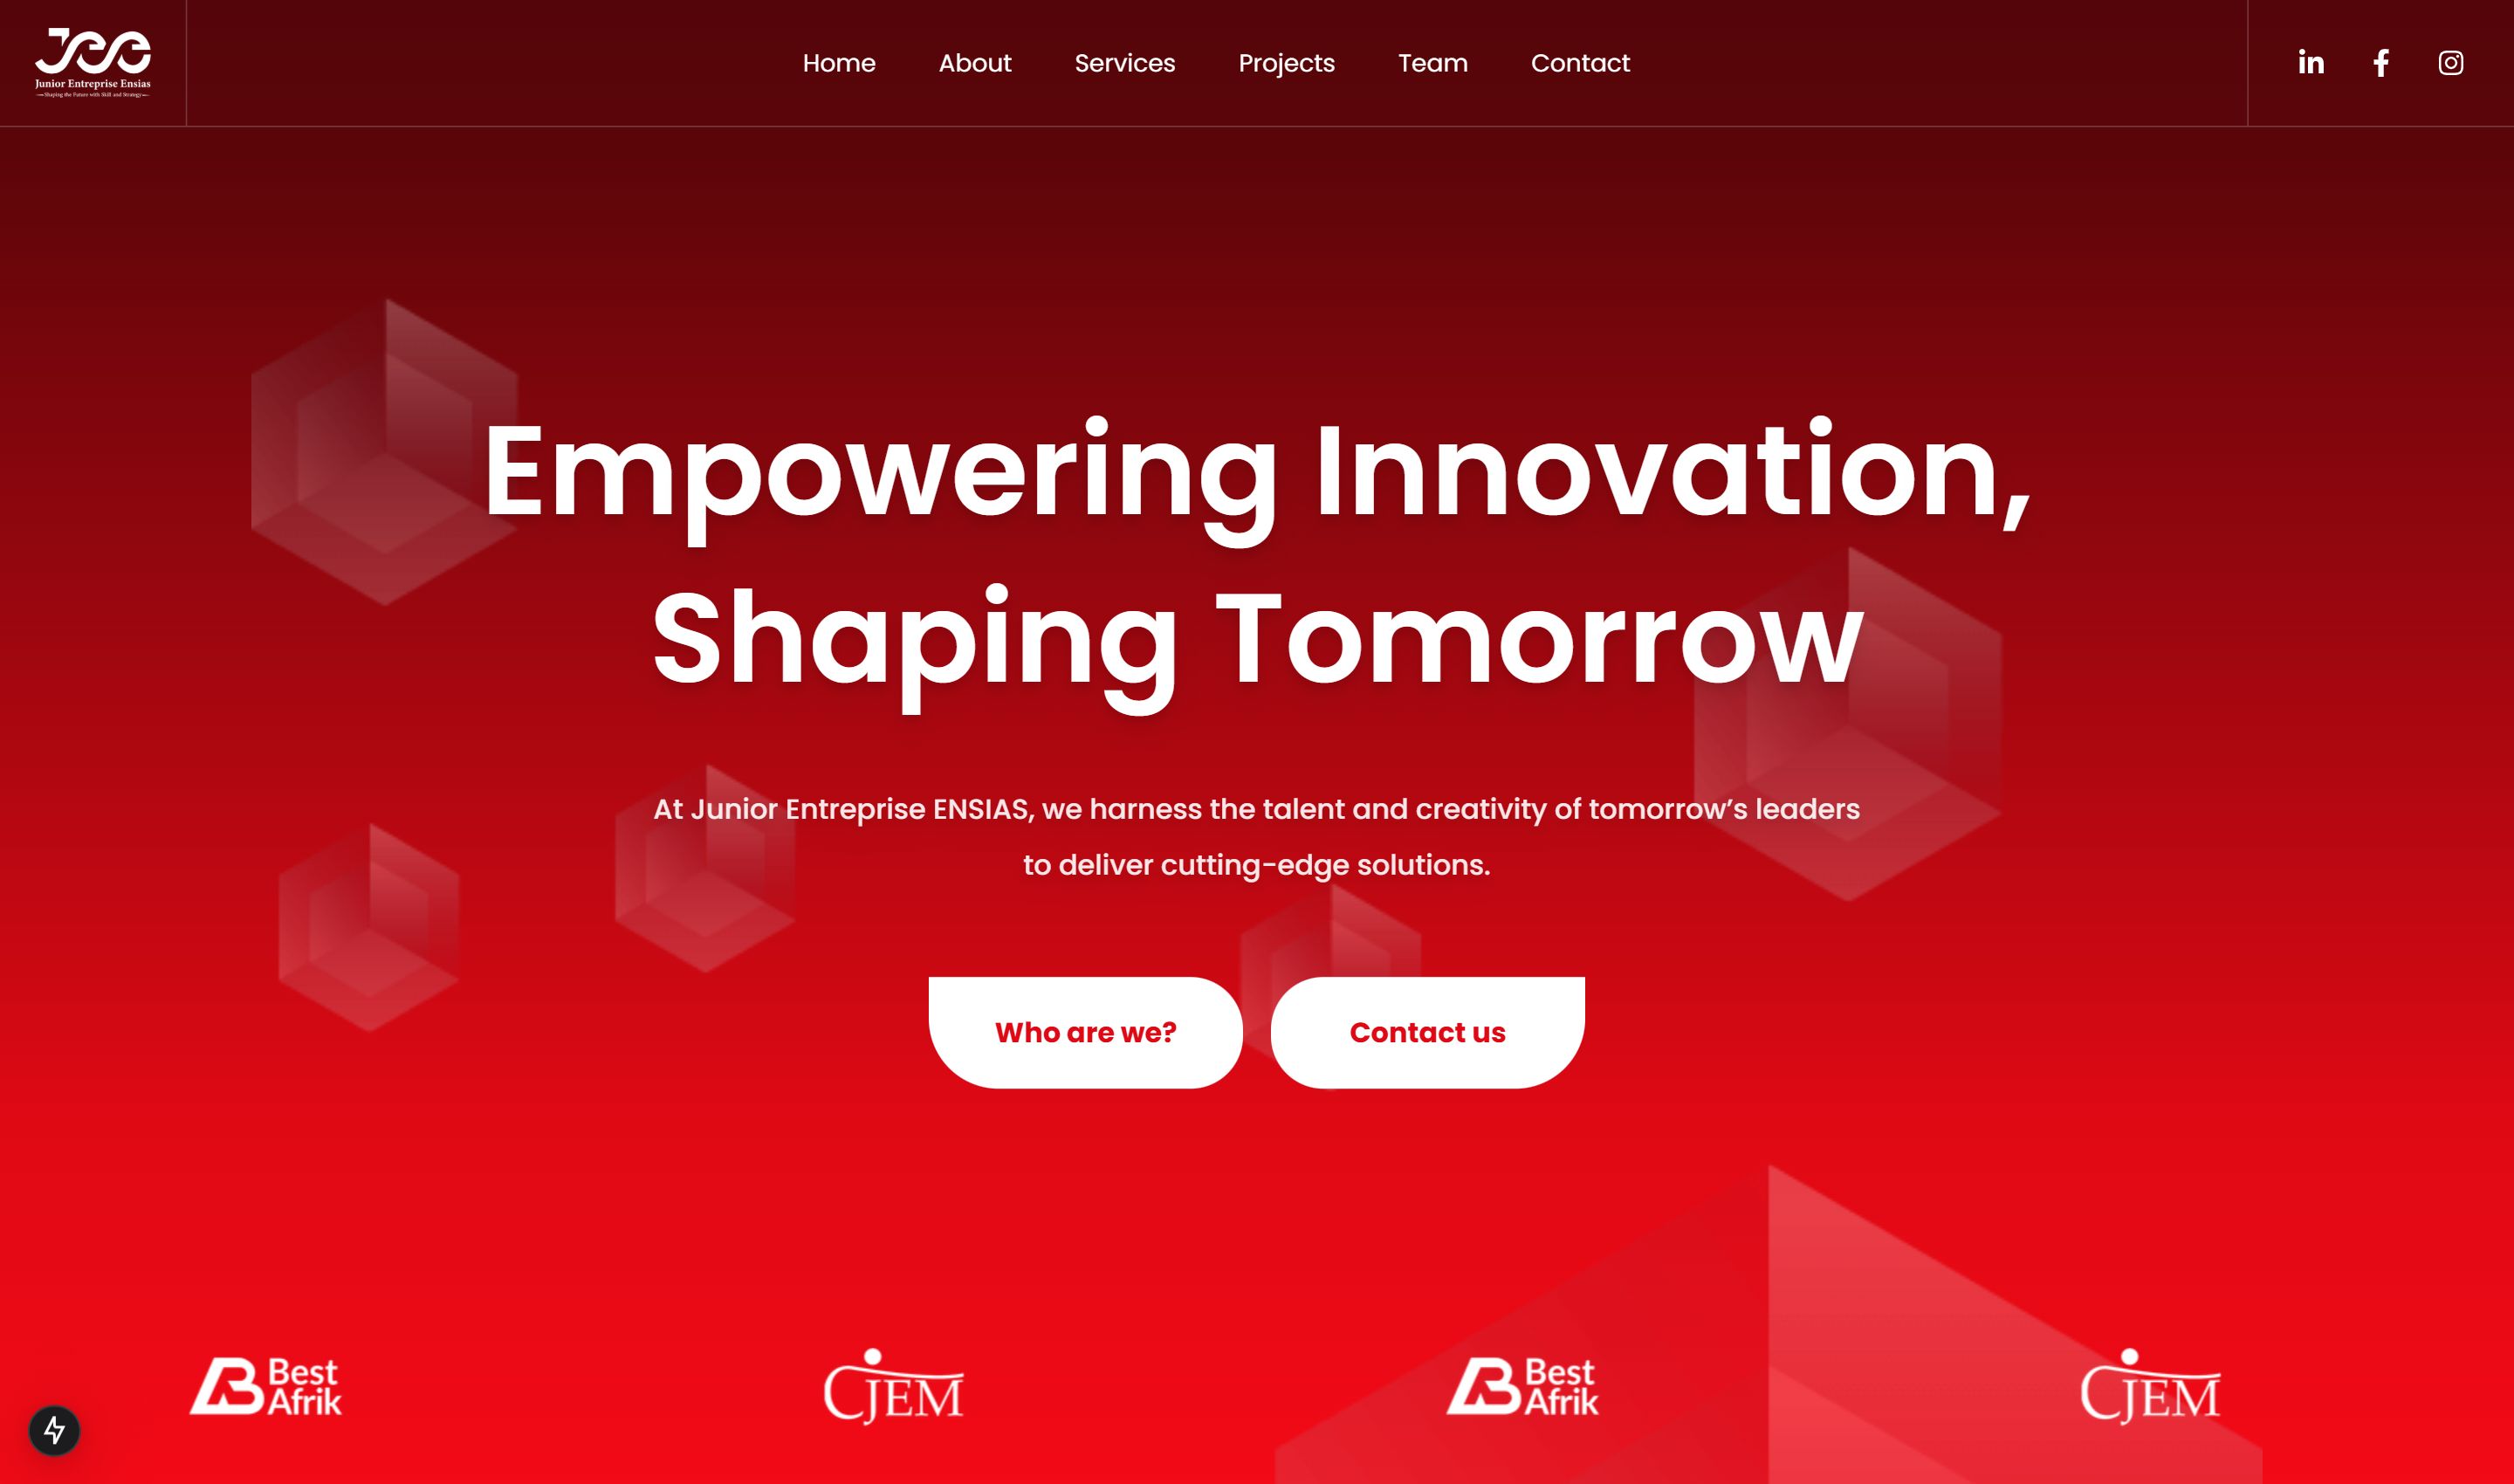 Jee
Junior Entreprise Ensias
Shaping the Future with Skill and Strategy
Home About Services Projects Team Contact
in f
Empowering Innovation,
Shaping Tomorrow
At Junior Entreprise ENSIAS, we harness the talent and creativity of tomorrow’s leaders
to deliver cutting-edge solutions.
Who are we? Contact us
Best
Afrik
CJEM
Best
Afrik
CJEM